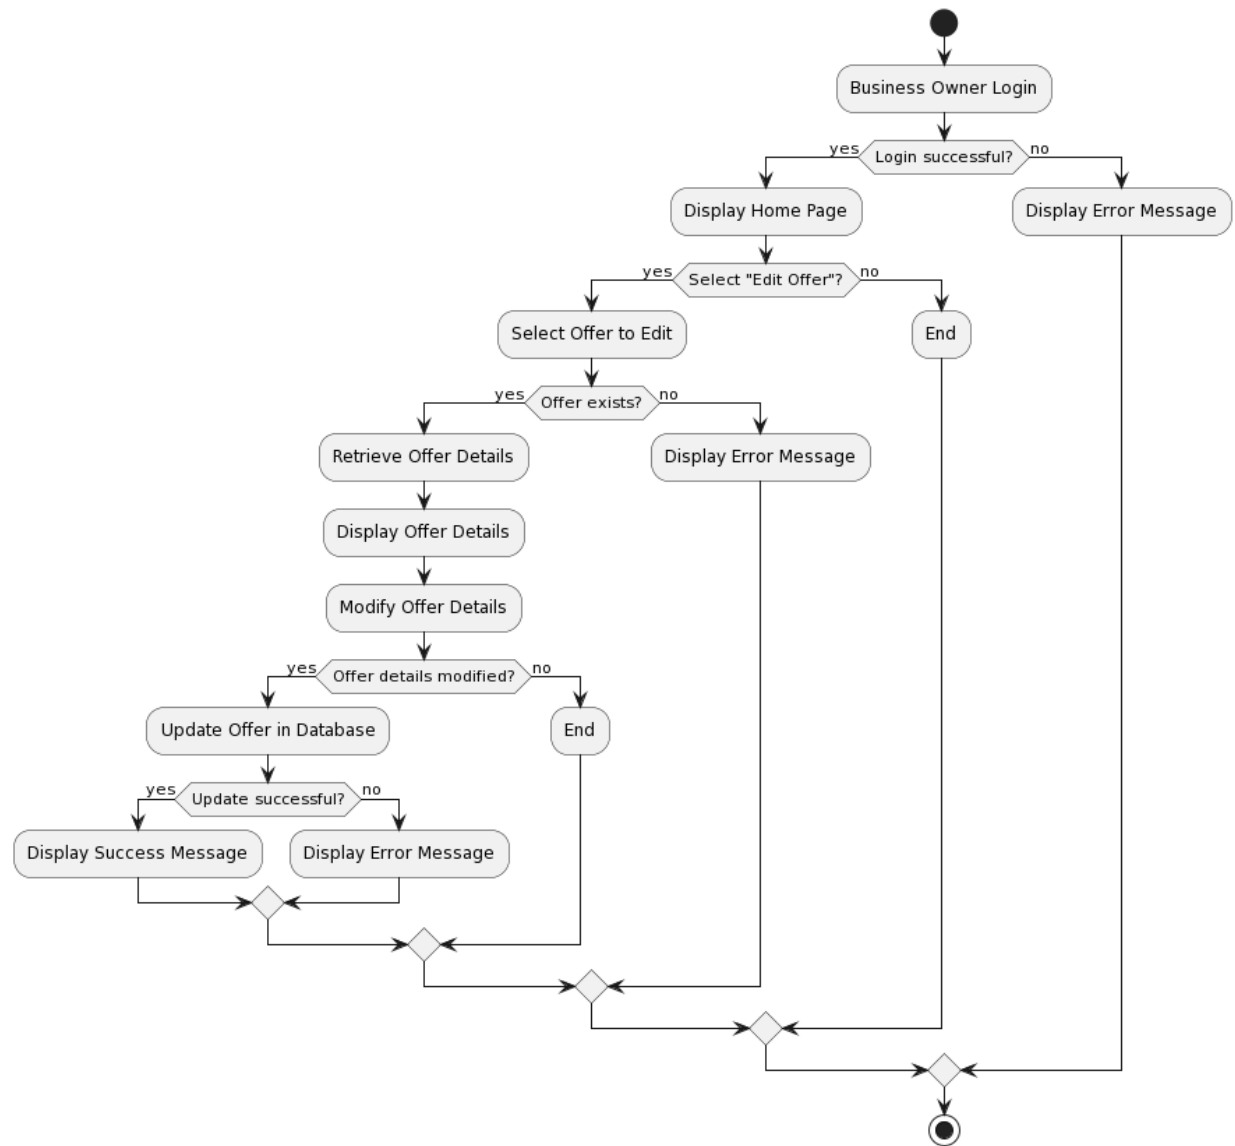 Business Owner Login
yes
Login successful?
no
Display Home Page
Display Error Message
yes
Select "Edit Offer"?
no
Select Offer to Edit
End
yes
Offer exists?
no
Retrieve Offer Details
Display Error Message
Display Offer Details
Modify Offer Details
yes
Offer details modified?
no
Update Offer in Database
End
yes
Update successful?
no
Display Success Message
Display Error Message